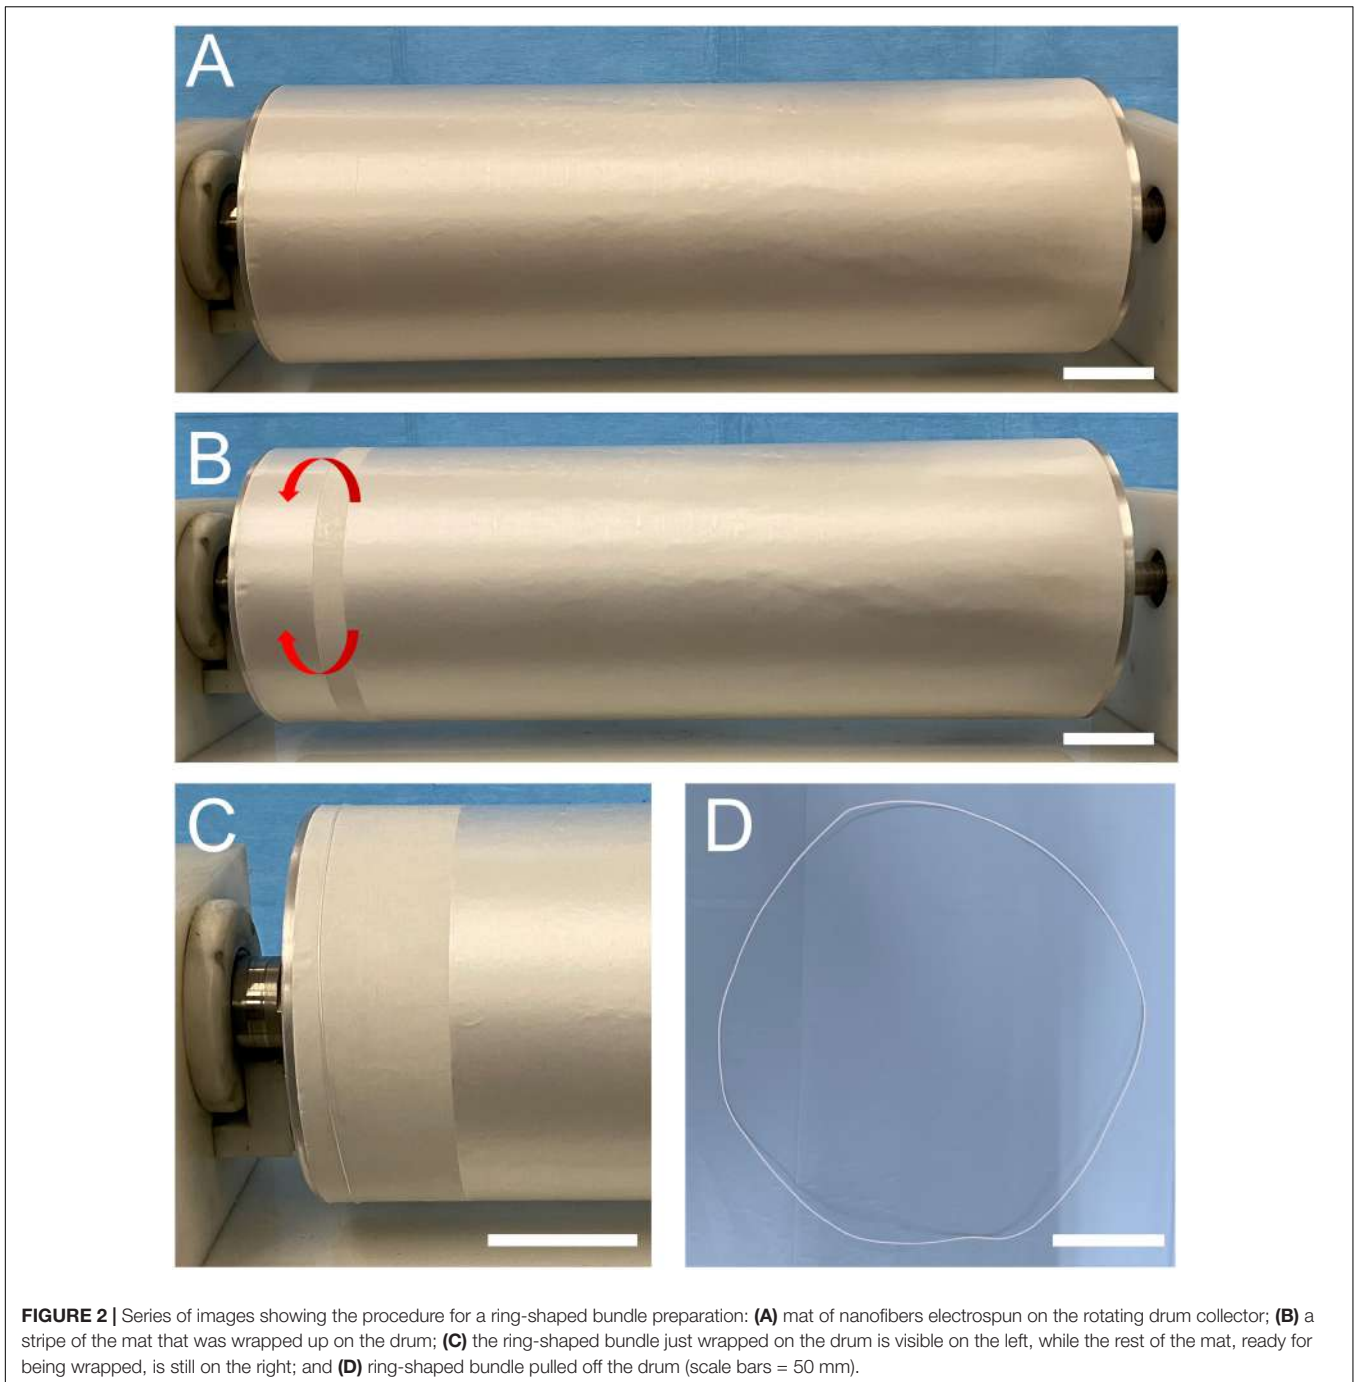 A
B
C
D
FIGURE 2 | Series of images showing the procedure for a ring-shaped bundle preparation: (A) mat of nanofibers electrospun on the rotating drum collector; (B) a
stripe of the mat that was wrapped up on the drum; (C) the ring-shaped bundle just wrapped on the drum is visible on the left, while the rest of the mat, ready for
being wrapped, is still on the right; and (D) ring-shaped bundle pulled off the drum (scale bars = 50 mm).